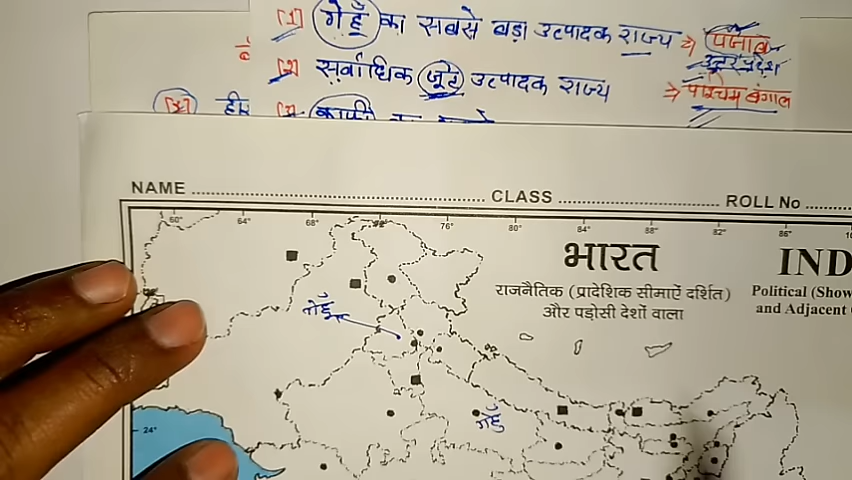 [1] गेहूँ का सबसे बड़ा उत्पादक राज्य ⇒ पंजाब
उत्तर प्रदेश
सर्वाधिक जूट उत्पादक राज्य ⇒ पश्चिम बंगाल
NAME CLASS ROLL No
60° 64° 68° 72° 76° 80° 84° 88° 92°
भारत IND
राजनैतिक (प्रादेशिक सीमाऐं दर्शित) Political (Show
और पड़ोसी देशों वाला and Adjacent
गेहूँ
गेहूँ
24°